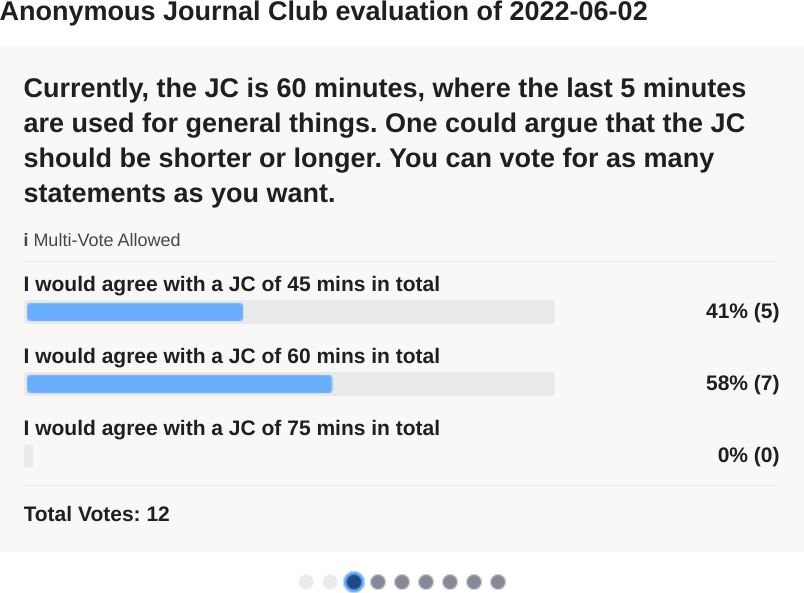 Anonymous Journal Club evaluation of 2022-06-02
Currently, the JC is 60 minutes, where the last 5 minutes
are used for general things. One could argue that the JC
should be shorter or longer. You can vote for as many
statements as you want.
i Multi-Vote Allowed
I would agree with a JC of 45 mins in total
41% (5)
I would agree with a JC of 60 mins in total
58% (7)
I would agree with a JC of 75 mins in total
0% (0)
Total Votes: 12